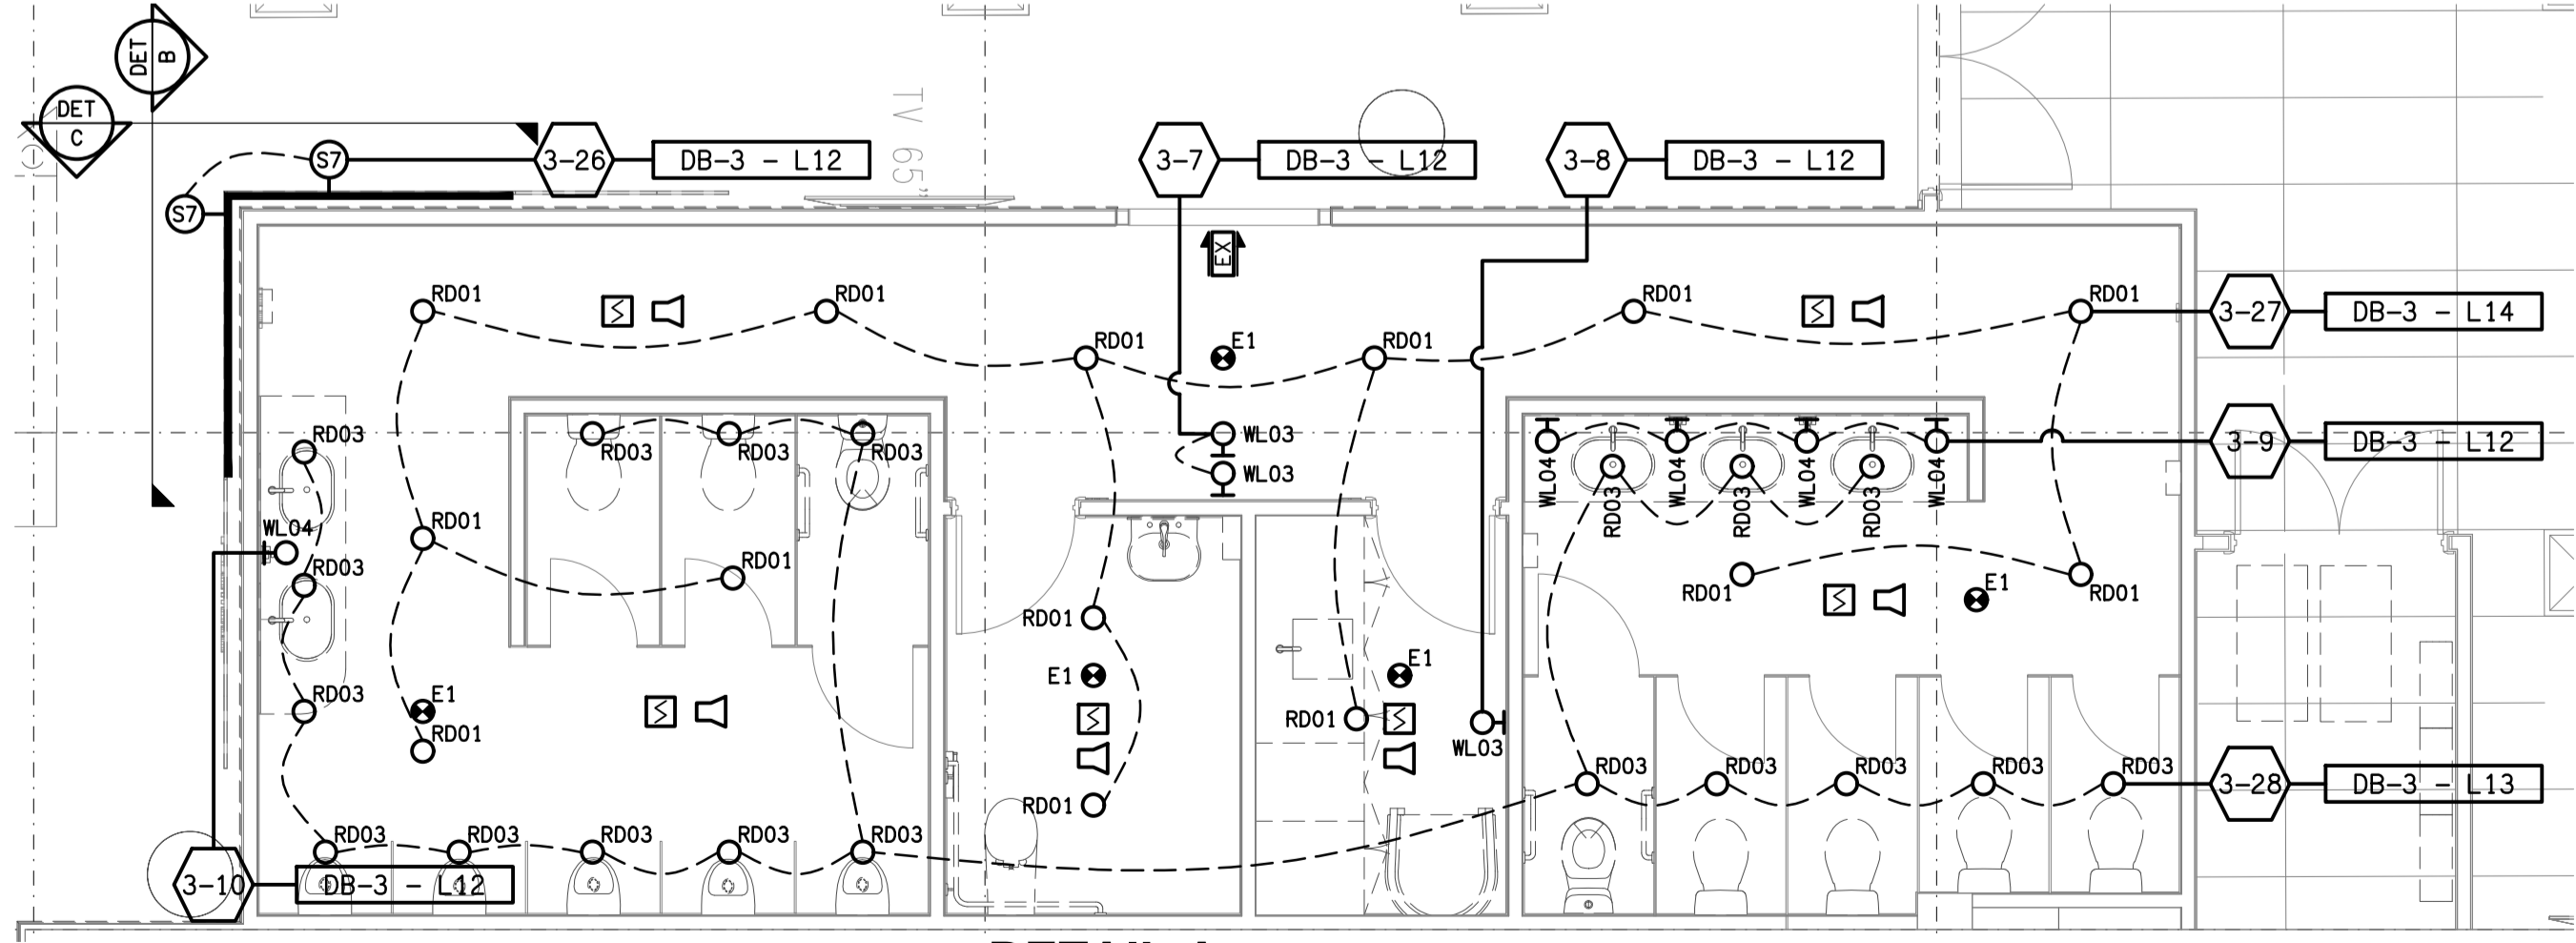 DET
B
DET
C
TV 65"
S7
3-26
DB-3 - L12
3-7
DB-3 - L12
3-8
DB-3 - L12
S7
EX
RD01
RD01
RD01
RD01
3-27
DB-3 - L14
RD01
E1
RD01
RD03
RD03
RD03
RD03
WL03
WL03
WL04
WL04
WL04
WL04
3-9
DB-3 - L12
RD03
RD03
RD03
WL04
RD01
RD03
RD01
RD01
RD01
E1
RD01
E1
E1
RD03
E1
RD01
RD01
WL03
RD01
RD03
RD03
RD03
RD03
RD03
3-28
DB-3 - L13
RD03
RD03
RD03
RD03
RD03
3-10
DB-3 - L12